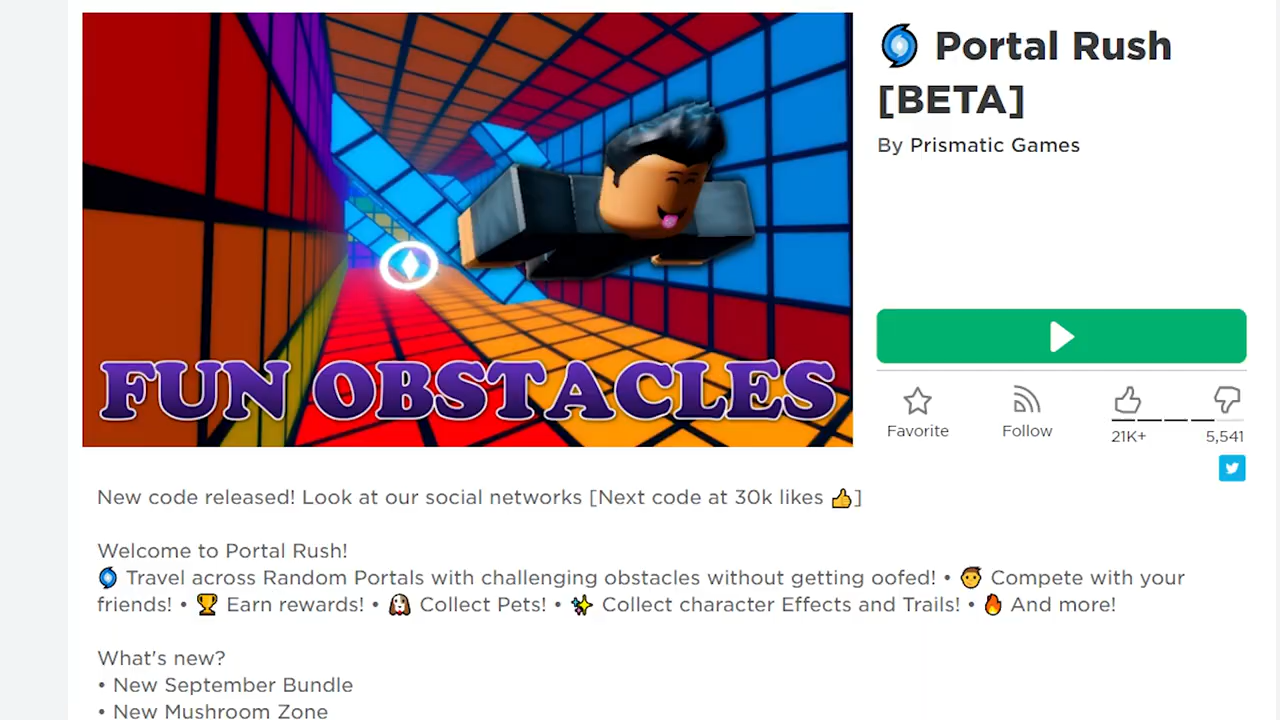 🌀 Portal Rush
[BETA]
By Prismatic Games
FUN OBSTACLES
Favorite
Follow
21K+
5,541
New code released! Look at our social networks [Next code at 30k likes 👍]
Welcome to Portal Rush!
🌀 Travel across Random Portals with challenging obstacles without getting oofed! • 👨 Compete with your
friends! • 🏆 Earn rewards! • 🐶 Collect Pets! • ✨ Collect character Effects and Trails! • 🔥 And more!
What's new?
• New September Bundle
• New Mushroom Zone